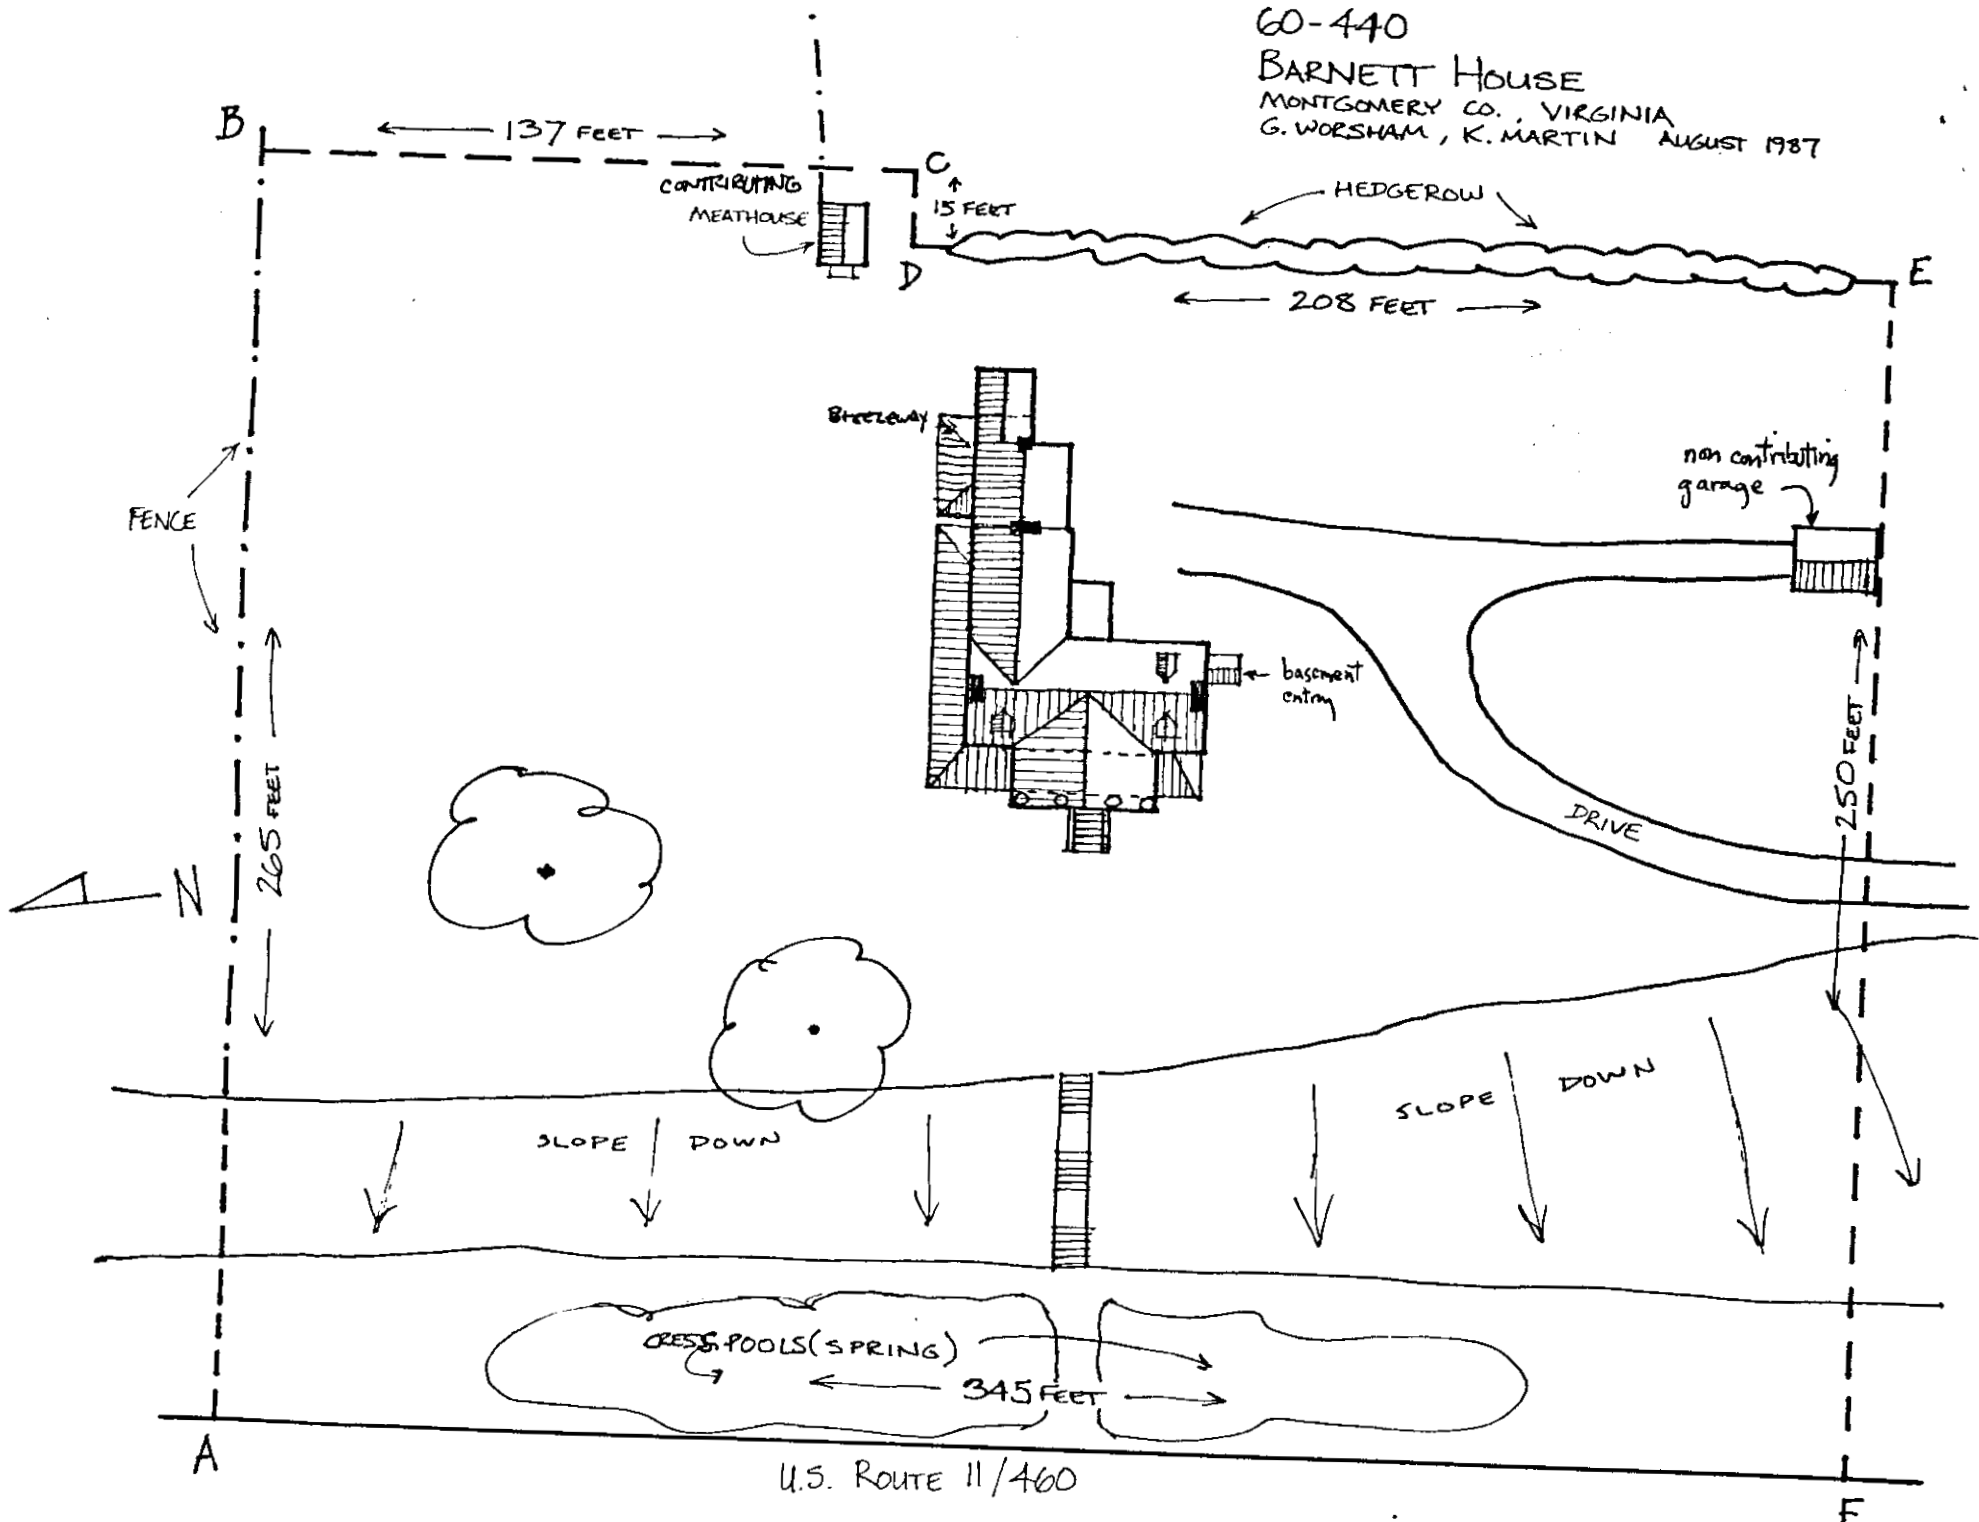 60-440
BARNETT HOUSE
MONTGOMERY CO., VIRGINIA
G. WORSHAM, K. MARTIN AUGUST 1987
B
137 FEET
C
CONTRIBUTING
MEATHOUSE
15 FEET
HEDGEROW
D
E
208 FEET
BREEZEWAY
non contributing
garage
FENCE
basement
entry
250 FEET
265 FEET
DRIVE
N
SLOPE DOWN
SLOPE DOWN
CRESS POOLS (SPRING)
345 FEET
A
U.S. ROUTE 11/460
F